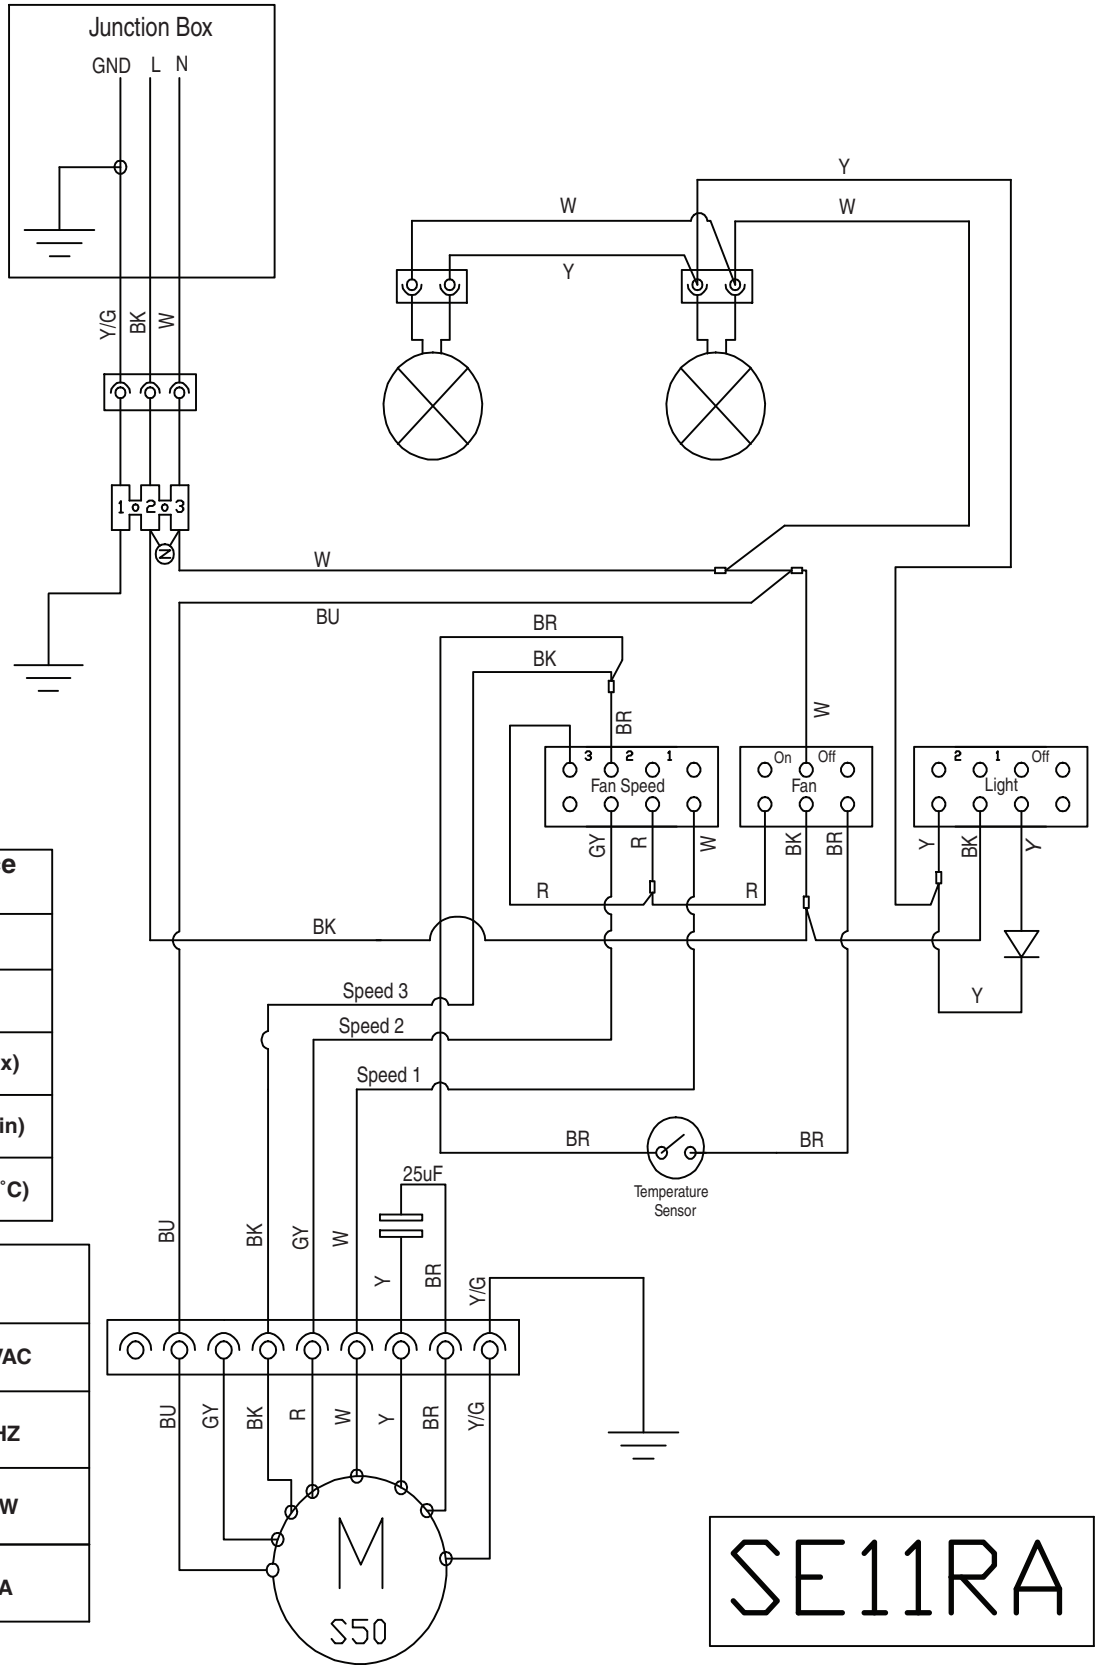 Junction Box
GND L N
Y/G BK W
1 2 3
N
Y
W
W
Y
W
BU
BR
BK
BR
W
3 2 1
Fan Speed
On Off
Fan
2 1 Off
Light
GY R W
BK BR
Y BK Y
R
R
BK
Y
Speed 3
Speed 2
Speed 1
BR
BR
Temperature
Sensor
25uF
BU BK GY W Y BR Y/G
BU GY BK R W Y BR Y/G
M
S50
SE11RA
ce
x)
in)
°C)
VAC
HZ
W
A